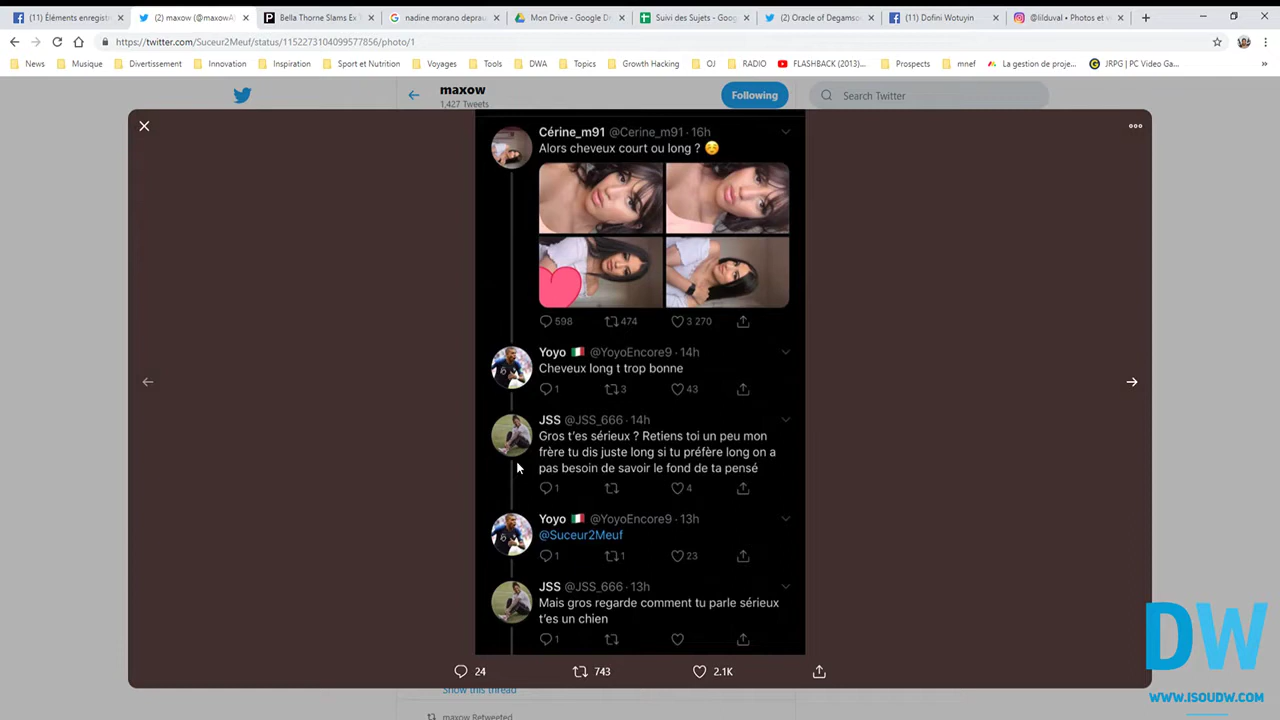 (11) Éléments enregistr
(2) maxow (@maxowA
Bella Thorne Slams Ex
nadine morano deprau
Mon Drive - Google D
Suivi des Sujets - Goog
(2) Oracle of Degamso
(11) Dofini Wotuyin
@lilduval • Photos et v
https://twitter.com/Suceur2Meuf/status/1152273104099577856/photo/1
News
Musique
Divertissement
Innovation
Inspiration
Sport et Nutrition
Voyages
Tools
DWA
Topics
Growth Hacking
OJ
RADIO
FLASHBACK (2013)...
Prospects
mnef
La gestion de proje...
JRPG | PC Video Ga...
maxow
1,427 Tweets
Following
Search Twitter
Cérine_m91 @Cerine_m91 · 16h
Alors cheveux court ou long ? ☺️
598 474 3 270
Yoyo 🇮🇹 @YoyoEncore9 · 14h
Cheveux long t trop bonne
1 3 43
JSS @JSS_666 · 14h
Gros t'es sérieux ? Retiens toi un peu mon
frère tu dis juste long si tu préfère long on a
pas besoin de savoir le fond de ta pensé
1 4
Yoyo 🇮🇹 @YoyoEncore9 · 13h
@Suceur2Meuf
1 1 23
JSS @JSS_666 · 13h
Mais gros regarde comment tu parle sérieux
t'es un chien
1
24 743 2.1K
Show this thread
maxow Retweeted
DW
WWW.ISOUDW.COM